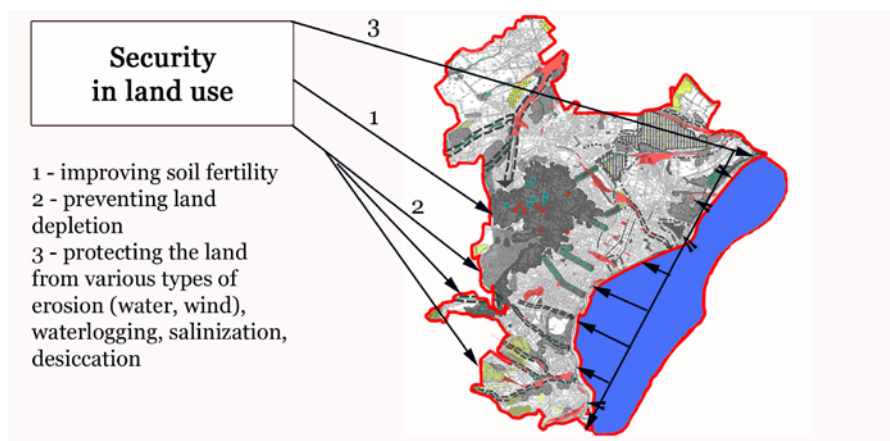 Security
in land use
3
1
2
1 - improving soil fertility
2 - preventing land
depletion
3 - protecting the land
from various types of
erosion (water, wind),
waterlogging, salinization,
desiccation